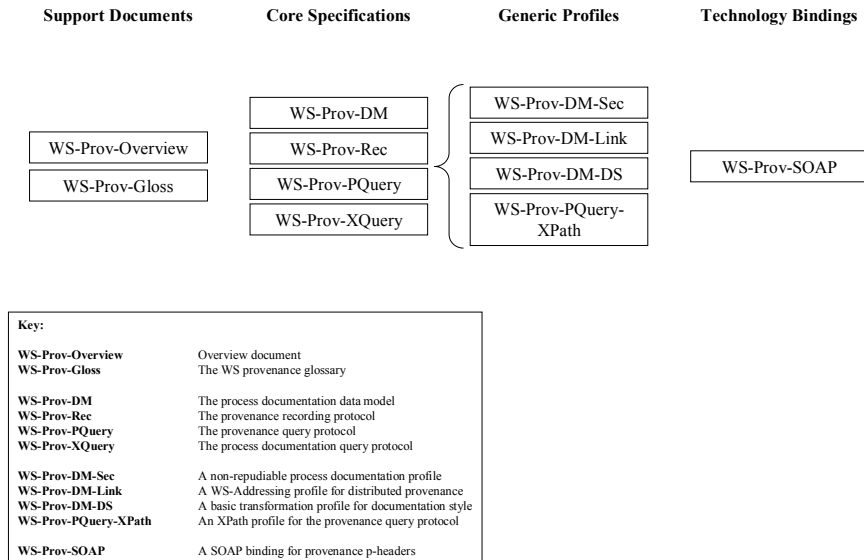 Support Documents
Core Specifications
Generic Profiles
Technology Bindings
WS-Prov-Overview
WS-Prov-Gloss
WS-Prov-DM
WS-Prov-Rec
WS-Prov-PQuery
WS-Prov-XQuery
WS-Prov-DM-Sec
WS-Prov-DM-Link
WS-Prov-DM-DS
WS-Prov-PQuery-
XPath
WS-Prov-SOAP
Key:
WS-Prov-Overview Overview document
WS-Prov-Gloss The WS provenance glossary
WS-Prov-DM The process documentation data model
WS-Prov-Rec The provenance recording protocol
WS-Prov-PQuery The provenance query protocol
WS-Prov-XQuery The process documentation query protocol
WS-Prov-DM-Sec A non-repudiable process documentation profile
WS-Prov-DM-Link A WS-Addressing profile for distributed provenance
WS-Prov-DM-DS A basic transformation profile for documentation style
WS-Prov-PQuery-XPath An XPath profile for the provenance query protocol
WS-Prov-SOAP A SOAP binding for provenance p-headers